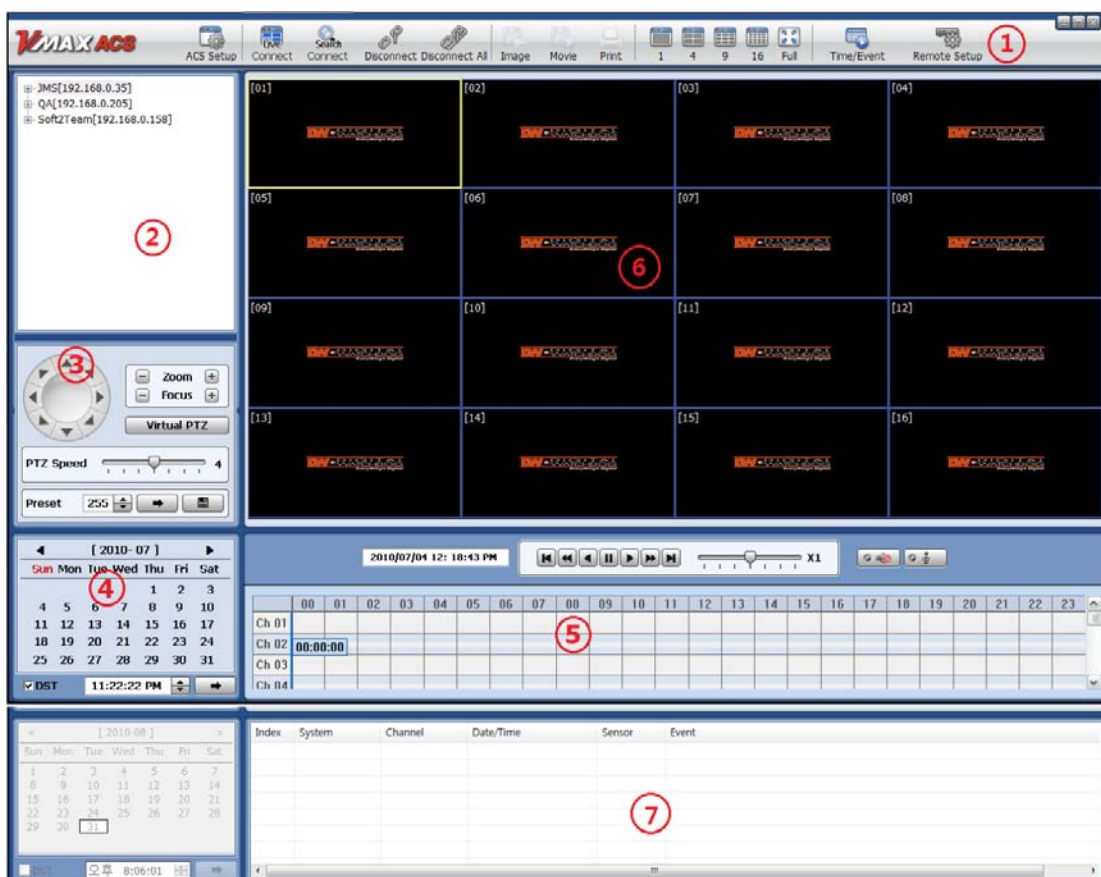 VMAX ACS
ACS Setup
Live
Connect
Search
Connect
Disconnect
Disconnect All
Image
Movie
Print
1
4
9
16
Full
Time/Event
Remote Setup
1
JMS[192.168.0.35]
QA[192.168.0.205]
Soft2Team[192.168.0.158]
2
[01]
[02]
[03]
[04]
[05]
[06]
[07]
[08]
6
[09]
[10]
[11]
[12]
[13]
[14]
[15]
[16]
3
Zoom
Focus
Virtual PTZ
PTZ Speed 4
Preset 255
[ 2010- 07 ]
Sun Mon Tue Wed Thu Fri Sat
4
1 2 3
4 5 6 7 8 9 10
11 12 13 14 15 16 17
18 19 20 21 22 23 24
25 26 27 28 29 30 31
DST 11:22:22 PM
2010/07/04 12: 18:43 PM
X1
00 01 02 03 04 05 06 07 08 09 10 11 12 13 14 15 16 17 18 19 20 21 22 23
Ch 01
5
Ch 02 00:00:00
Ch 03
Ch 04
< [ 2010-08 ] >
Sun Mon Tue Wed Thu Fri Sat
1 2 3 4 5 6 7
8 9 10 11 12 13 14
15 16 17 18 19 20 21
22 23 24 25 26 27 28
29 30 31
DST 오후 8:06:01
Index System Channel Date/Time Sensor Event
7